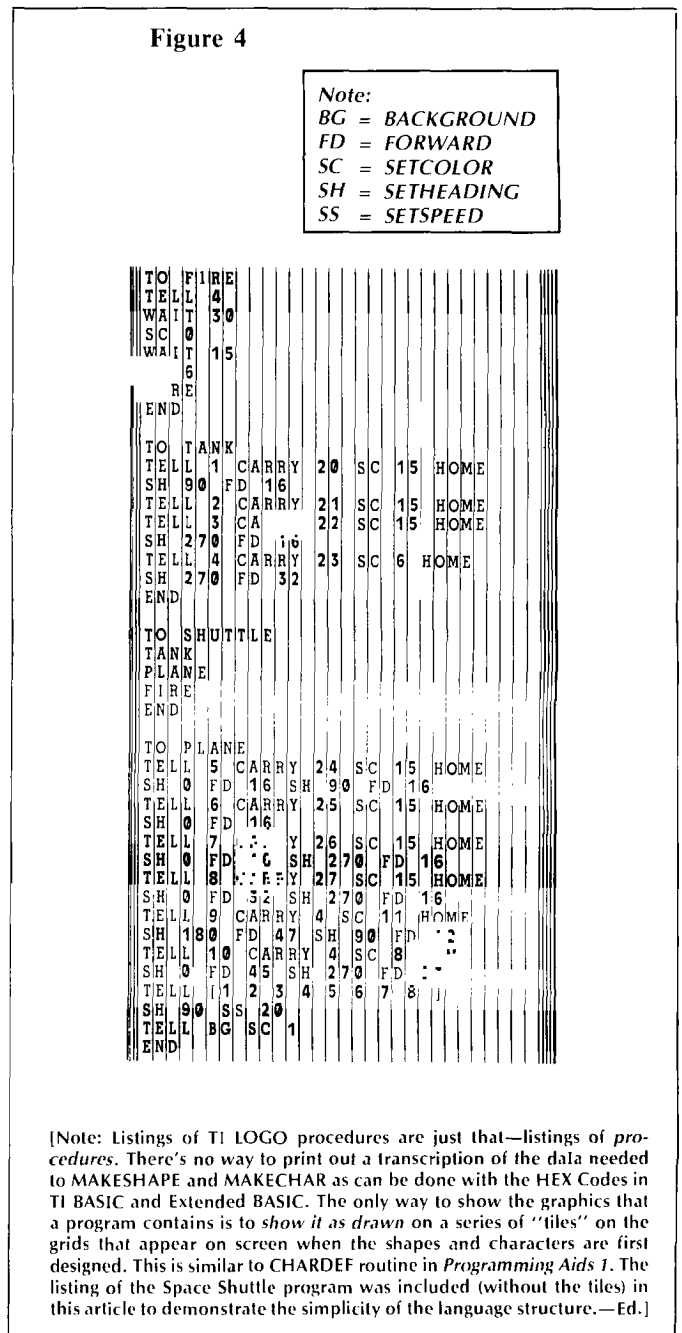 Figure 4
Note:
BG = BACKGROUND
FD = FORWARD
SC = SETCOLOR
SH = SETHEADING
SS = SETSPEED
TO FIRE
TELL 4
WAIT 30
SC 0
WAIT 15
6
RE
END
TO TANK
TELL 1 CARRY 20 SC 15 HOME
SH 90 FD 16
TELL 2 CARRY 21 SC 15 HOME
TELL 3 CA 22 SC 15 HOME
SH 270 FD 16
TELL 4 CARRY 23 SC 6 HOME
SH 270 FD 32
END
TO SHUTTLE
TANK
PLANE
FIRE
END
TO PLANE
TELL 5 CARRY 24 SC 15 HOME
SH 0 FD 16 SH 90 FD 16
TELL 6 CARRY 25 SC 15 HOME
SH 0 FD 16
TELL 7 Y 26 SC 15 HOME
SH 0 FD SH 270 FD 16
TELL 8 Y 27 SC 15 HOME
SH 0 FD 32 SH 270 FD 16
TELL 9 CARRY 4 SC 11 HOME
SH 180 FD 47 SH 90 FD
TELL 10 CARRY 4 SC 8
SH 0 FD 45 SH 270 FD
TELL [1 2 3 4 5 6 7 8 ]
SH 90 SS 20
TELL BG SC 1
END
[Note: Listings of TI LOGO procedures are just that—listings of pro-
cedures. There's no way to print out a transcription of the data needed
to MAKESHAPE and MAKECHAR as can be done with the HEX Codes in
TI BASIC and Extended BASIC. The only way to show the graphics that
a program contains is to show it as drawn on a series of "tiles" on the
grids that appear on screen when the shapes and characters are first
designed. This is similar to CHARDEF routine in Programming Aids 1. The
listing of the Space Shuttle program was included (without the tiles) in
this article to demonstrate the simplicity of the language structure.—Ed.]